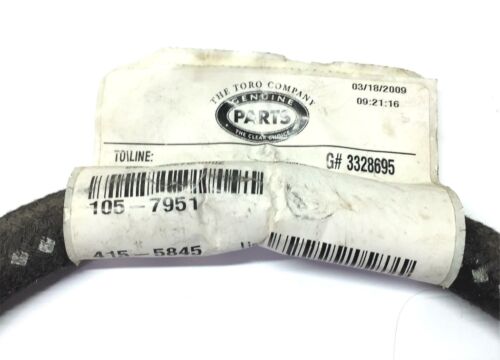 THE TORO COMPANY
GENUINE
PARTS
THE CLEAR CHOICE
03/18/2009
09:21:16
TO\LINE:
G# 3328695
105-7951
415-5845